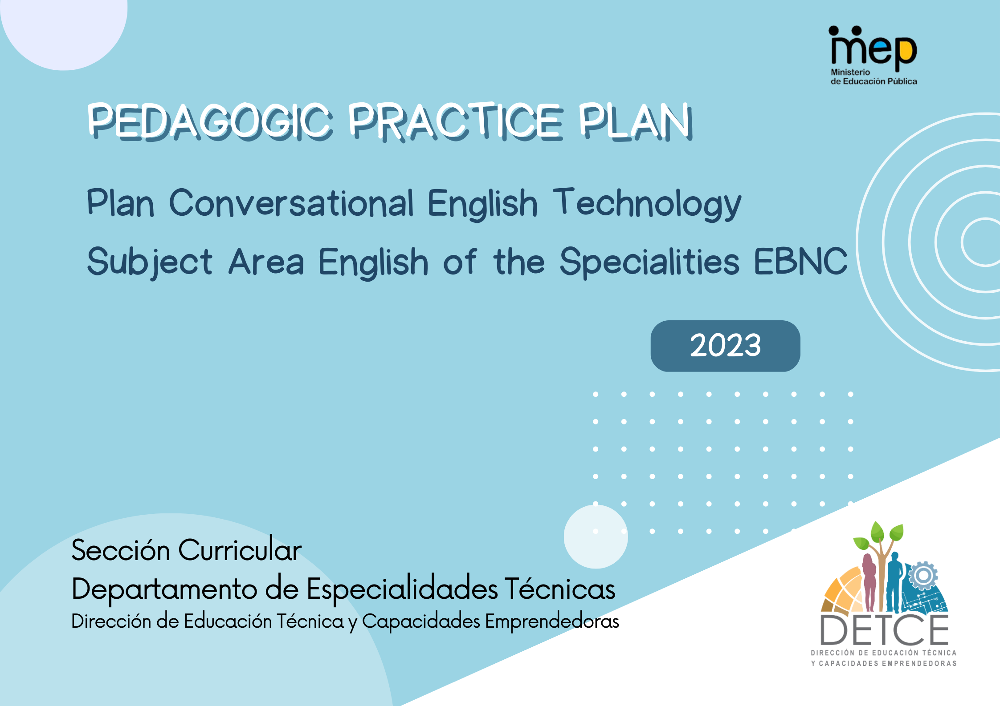 mep
Ministerio
de Educación Pública
PEDAGOGIC PRACTICE PLAN
Plan Conversational English Technology
Subject Area English of the Specialities EBNC
2023
Sección Curricular
Departamento de Especialidades Técnicas
Dirección de Educación Técnica y Capacidades Emprendedoras
DETCE
DIRECCIÓN DE EDUCACIÓN TÉCNICA
Y CAPACIDADES EMPRENDEDORAS